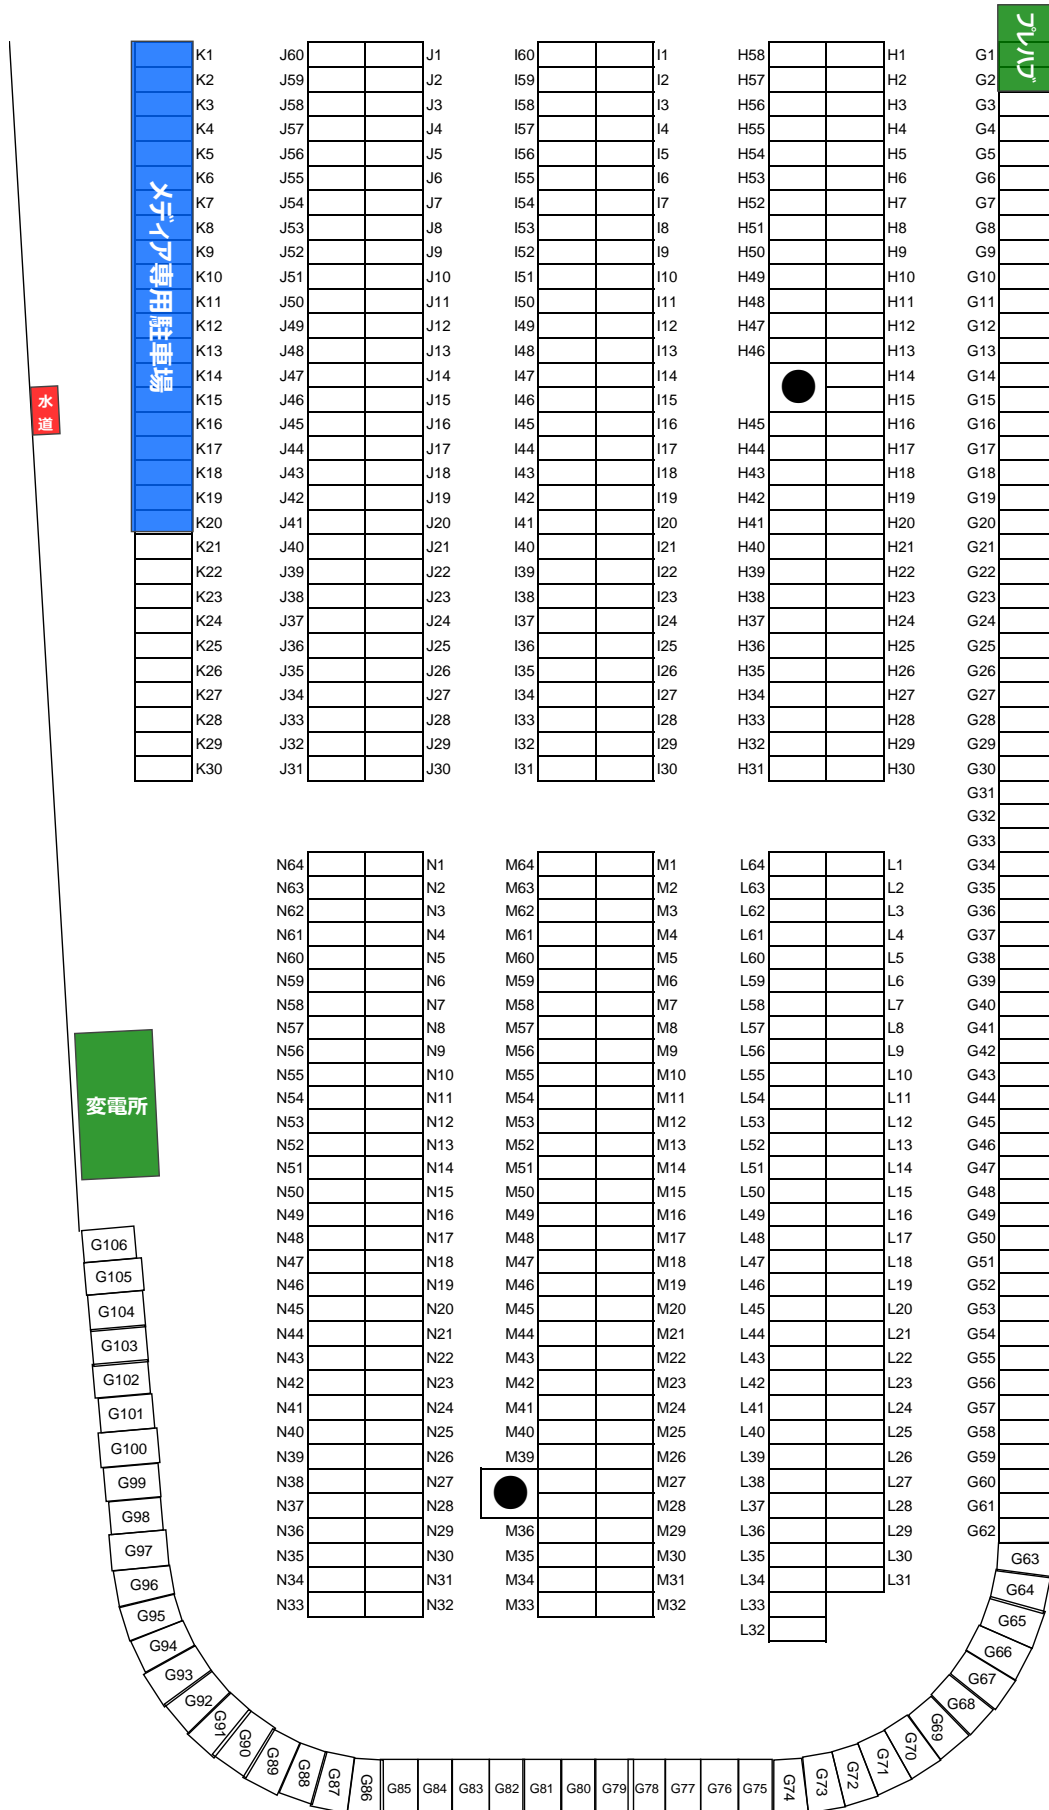 プレハブ
K1 J60 J1 I60 I1 H58 H1 G1
K2 J59 J2 I59 I2 H57 H2 G2
K3 J58 J3 I58 I3 H56 H3 G3
K4 J57 J4 I57 I4 H55 H4 G4
K5 J56 J5 I56 I5 H54 H5 G5
K6 J55 J6 I55 I6 H53 H6 G6
K7 J54 J7 I54 I7 H52 H7 G7
K8 J53 J8 I53 I8 H51 H8 G8
K9 J52 J9 I52 I9 H50 H9 G9
K10 J51 J10 I51 I10 H49 H10 G10
K11 J50 J11 I50 I11 H48 H11 G11
K12 J49 J12 I49 I12 H47 H12 G12
K13 J48 J13 I48 I13 H46 H13 G13
K14 J47 J14 I47 I14 H14 G14
K15 J46 J15 I46 I15 H15 G15
K16 J45 J16 I45 I16 H45 H16 G16
K17 J44 J17 I44 I17 H44 H17 G17
K18 J43 J18 I43 I18 H43 H18 G18
K19 J42 J19 I42 I19 H42 H19 G19
K20 J41 J20 I41 I20 H41 H20 G20
K21 J40 J21 I40 I21 H40 H21 G21
K22 J39 J22 I39 I22 H39 H22 G22
K23 J38 J23 I38 I23 H38 H23 G23
K24 J37 J24 I37 I24 H37 H24 G24
K25 J36 J25 I36 I25 H36 H25 G25
K26 J35 J26 I35 I26 H35 H26 G26
K27 J34 J27 I34 I27 H34 H27 G27
K28 J33 J28 I33 I28 H33 H28 G28
K29 J32 J29 I32 I29 H32 H29 G29
K30 J31 J30 I31 I30 H31 H30 G30
メディア専用駐車場
水
道
G31
G32
G33
N64 N1 M64 M1 L64 L1 G34
N63 N2 M63 M2 L63 L2 G35
N62 N3 M62 M3 L62 L3 G36
N61 N4 M61 M4 L61 L4 G37
N60 N5 M60 M5 L60 L5 G38
N59 N6 M59 M6 L59 L6 G39
N58 N7 M58 M7 L58 L7 G40
N57 N8 M57 M8 L57 L8 G41
N56 N9 M56 M9 L56 L9 G42
N55 N10 M55 M10 L55 L10 G43
N54 N11 M54 M11 L54 L11 G44
N53 N12 M53 M12 L53 L12 G45
N52 N13 M52 M13 L52 L13 G46
N51 N14 M51 M14 L51 L14 G47
N50 N15 M50 M15 L50 L15 G48
N49 N16 M49 M16 L49 L16 G49
N48 N17 M48 M17 L48 L17 G50
N47 N18 M47 M18 L47 L18 G51
N46 N19 M46 M19 L46 L19 G52
N45 N20 M45 M20 L45 L20 G53
N44 N21 M44 M21 L44 L21 G54
N43 N22 M43 M22 L43 L22 G55
N42 N23 M42 M23 L42 L23 G56
N41 N24 M41 M24 L41 L24 G57
N40 N25 M40 M25 L40 L25 G58
N39 N26 M39 M26 L39 L26 G59
N38 N27 M27 L38 L27 G60
N37 N28 M28 L37 L28 G61
N36 N29 M36 M29 L36 L29 G62
N35 N30 M35 M30 L35 L30
N34 N31 M34 M31 L34 L31
N33 N32 M33 M32 L33
L32
変電所
G63
G64
G65
G66
G67
G68
G69
G70
G71
G72
G73
G74
G75
G76
G77
G78
G79
G80
G81
G82
G83
G84
G85
G86
G87
G88
G89
G90
G91
G92
G93
G94
G95
G96
G97
G98
G99
G100
G101
G102
G103
G104
G105
G106